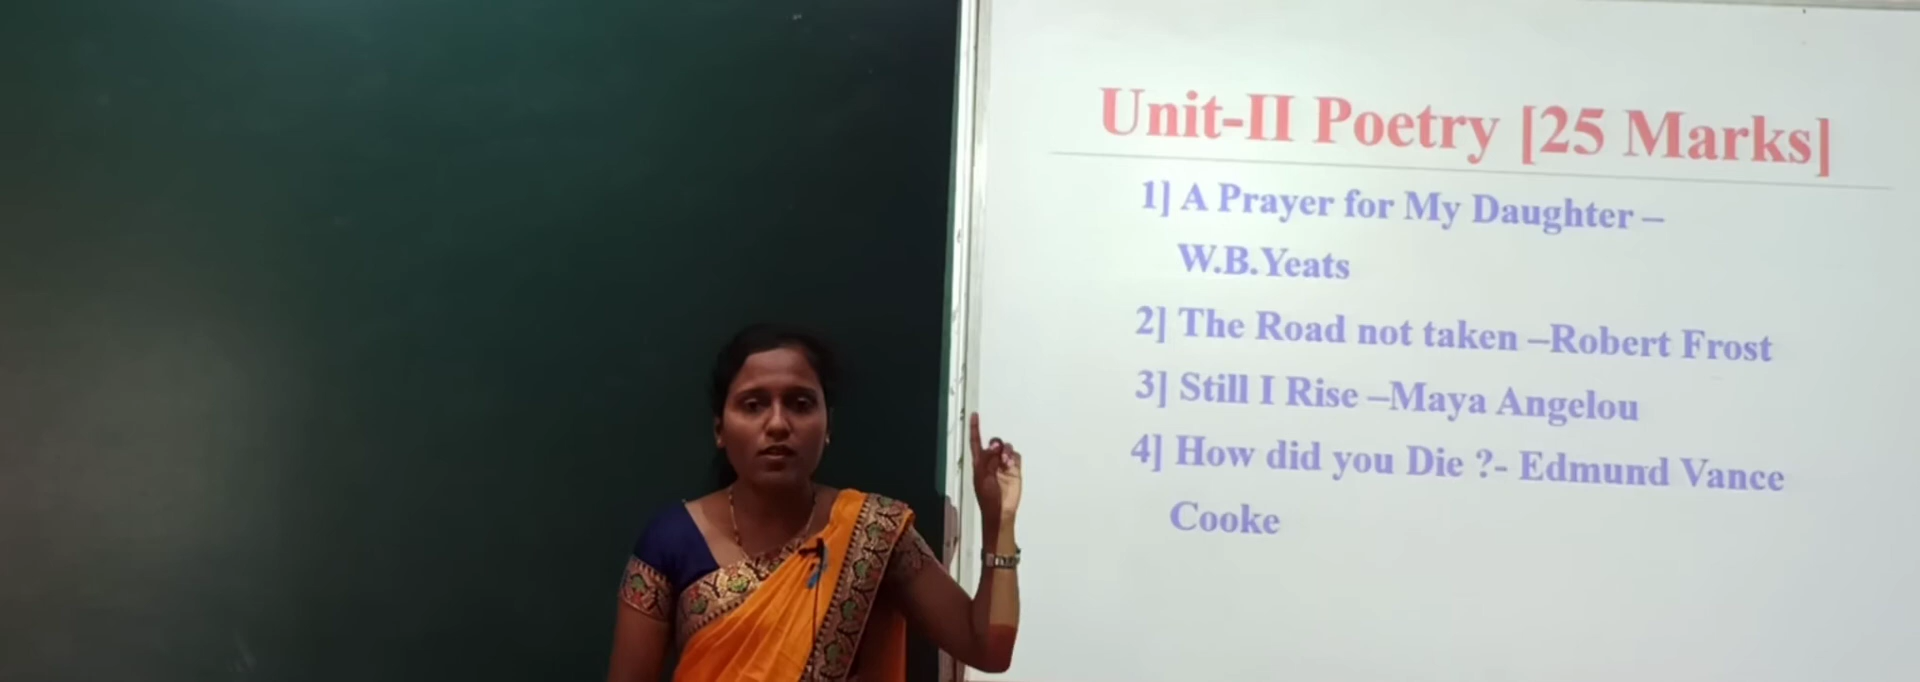 Unit-II Poetry [25 Marks]
1] A Prayer for My Daughter –
W.B.Yeats
2] The Road not taken –Robert Frost
3] Still I Rise –Maya Angelou
4] How did you Die ?- Edmund Vance
Cooke